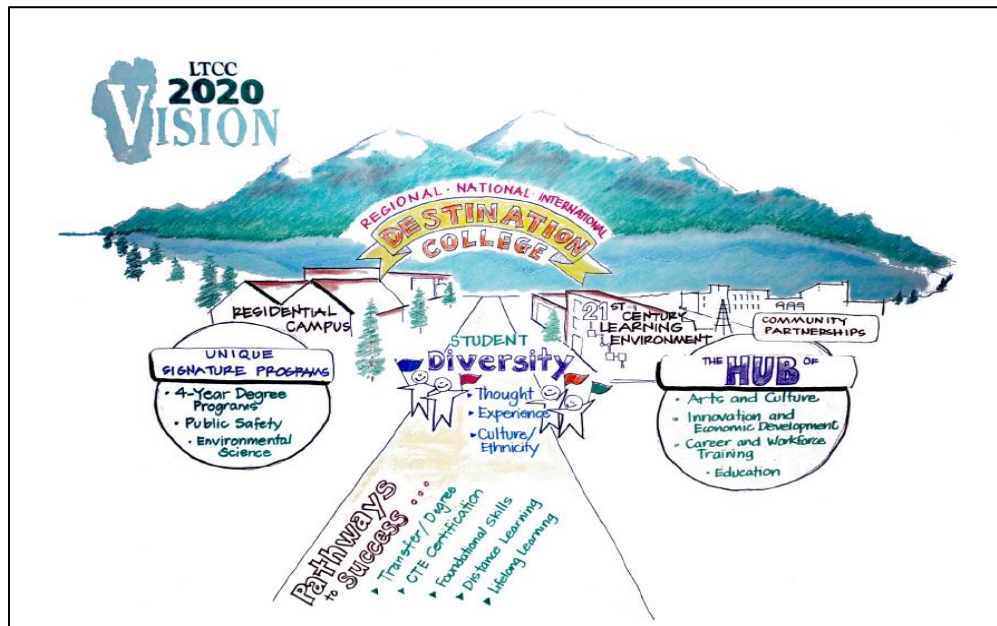 LTCC
2020
VISION
REGIONAL · NATIONAL · INTERNATIONAL
DESTINATION
COLLEGE
RESIDENTIAL
CAMPUS
21ST
CENTURY
LEARNING
ENVIRONMENT
COMMUNITY
PARTNERSHIPS
UNIQUE
SIGNATURE PROGRAMS
• 4-Year Degree
Programs
• Public Safety
• Environmental
Science
STUDENT
Diversity
• Thought
• Experience
• Culture/
Ethnicity
THE HUB OF
• Arts and Culture
• Innovation and
Economic Development
• Career and Workforce
Training
• Education
Pathways
to Success...
▸ Transfer/Degree
▸ CTE Certification
▸ Foundational Skills
▸ Distance Learning
▸ Lifelong Learning